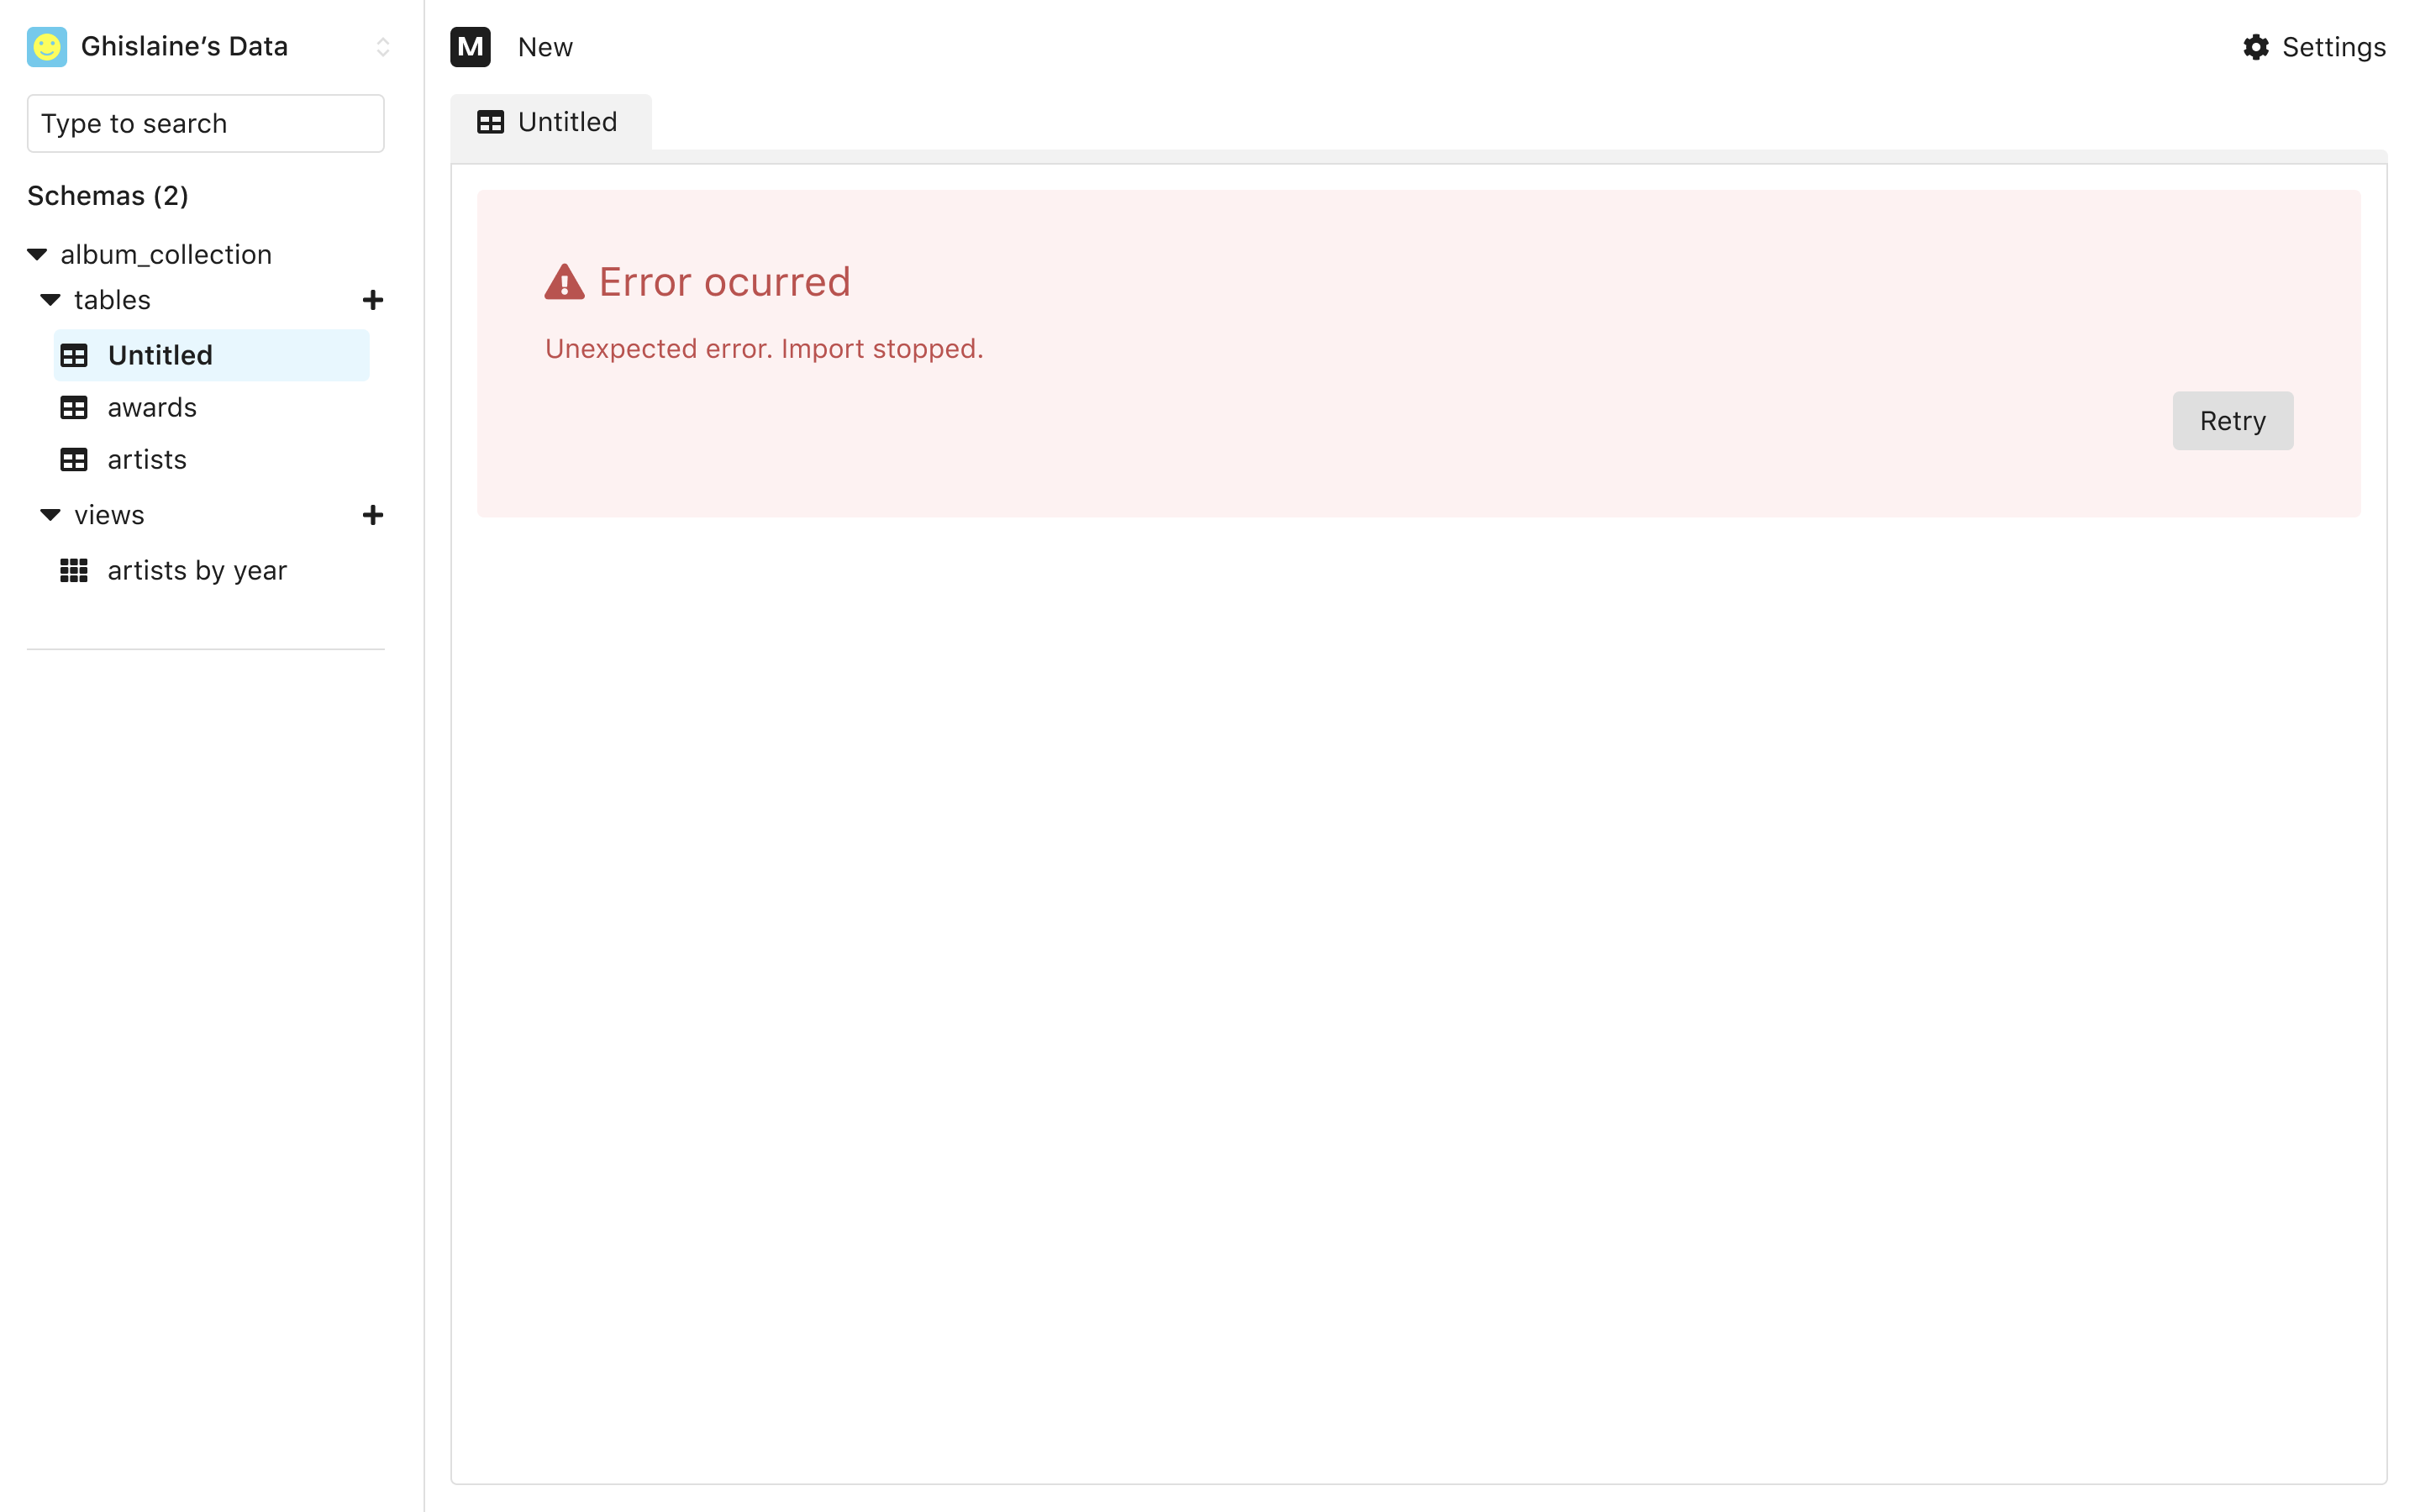 Ghislaine’s Data
Type to search
Schemas (2)
album_collection
tables
Untitled
awards
artists
views
artists by year
M New
Settings
Untitled
Error ocurred
Unexpected error. Import stopped.
Retry